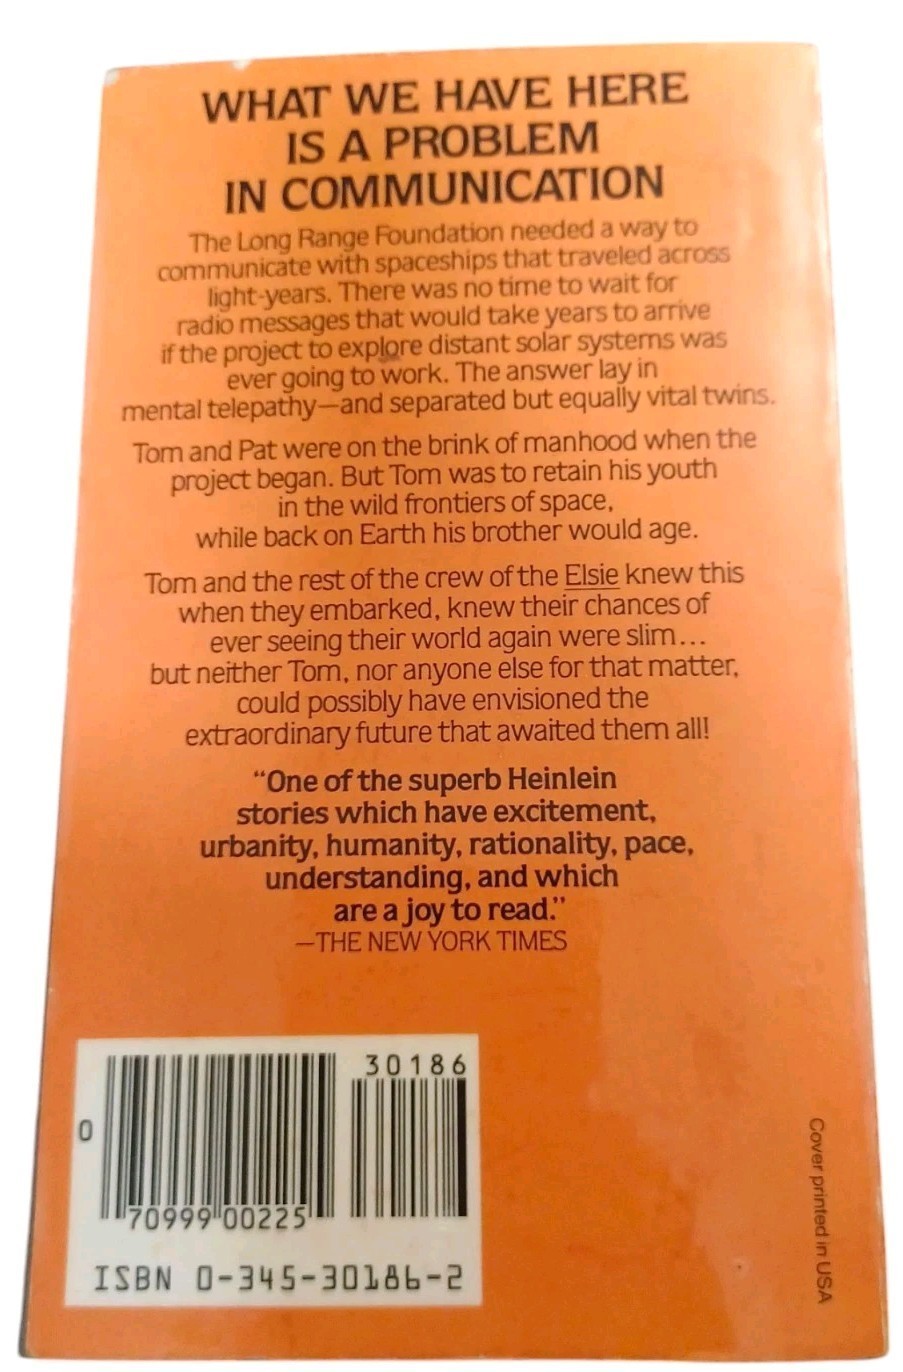 WHAT WE HAVE HERE
IS A PROBLEM
IN COMMUNICATION
The Long Range Foundation needed a way to
communicate with spaceships that traveled across
light-years. There was no time to wait for
radio messages that would take years to arrive
if the project to explore distant solar systems was
ever going to work. The answer lay in
mental telepathy—and separated but equally vital twins.
Tom and Pat were on the brink of manhood when the
project began. But Tom was to retain his youth
in the wild frontiers of space,
while back on Earth his brother would age.
Tom and the rest of the crew of the Elsie knew this
when they embarked, knew their chances of
ever seeing their world again were slim...
but neither Tom, nor anyone else for that matter,
could possibly have envisioned the
extraordinary future that awaited them all!
“One of the superb Heinlein
stories which have excitement,
urbanity, humanity, rationality, pace,
understanding, and which
are a joy to read.”
—THE NEW YORK TIMES
30186
0
70999 00225
ISBN 0-345-30186-2
Cover printed in USA